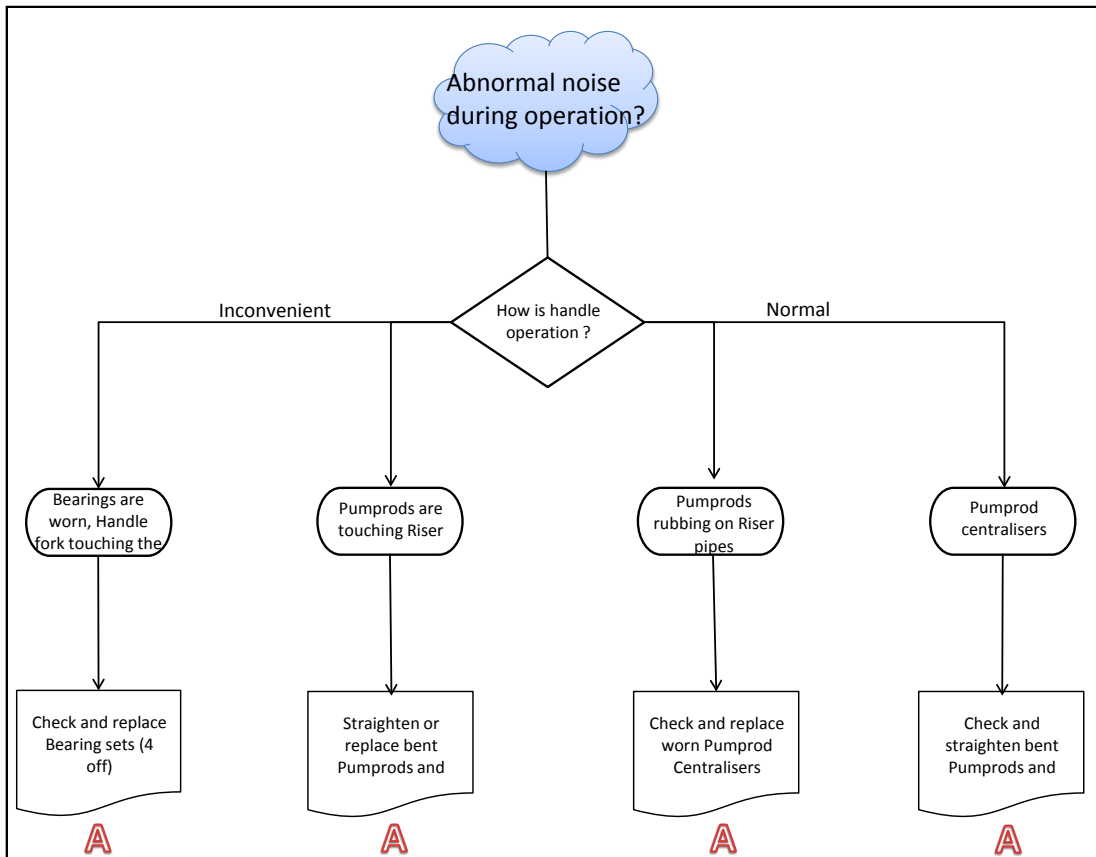 Abnormal noise
during operation?
How is handle
operation ?
Inconvenient
Normal
Bearings are
worn, Handle
fork touching the
Pumprods are
touching Riser
Pumprods
rubbing on Riser
pipes
Pumprod
centralisers
Check and replace
Bearing sets (4
off)
Straighten or
replace bent
Pumprods and
Check and replace
worn Pumprod
Centralisers
Check and
straighten bent
Pumprods and
A
A
A
A